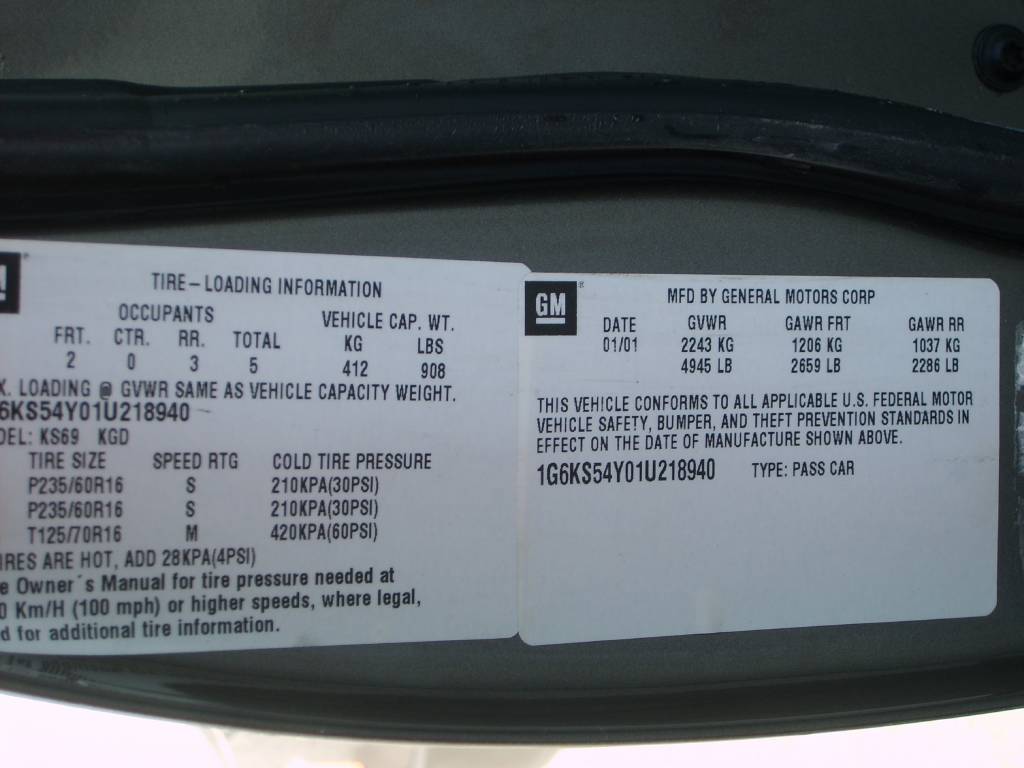 TIRE-LOADING INFORMATION
OCCUPANTS VEHICLE CAP. WT.
FRT. CTR. RR. TOTAL KG LBS
2 0 3 5 412 908
X. LOADING @ GVWR SAME AS VEHICLE CAPACITY WEIGHT.
G6KS54Y01U218940
DEL: KS69 KGD
TIRE SIZE SPEED RTG COLD TIRE PRESSURE
P235/60R16 S 210KPA(30PSI)
P235/60R16 S 210KPA(30PSI)
T125/70R16 M 420KPA(60PSI)
IRES ARE HOT, ADD 28KPA(4PSI)
e Owner´s Manual for tire pressure needed at
0 Km/H (100 mph) or higher speeds, where legal,
d for additional tire information.
GM ®
MFD BY GENERAL MOTORS CORP
DATE GVWR GAWR FRT GAWR RR
01/01 2243 KG 1206 KG 1037 KG
4945 LB 2659 LB 2286 LB
THIS VEHICLE CONFORMS TO ALL APPLICABLE U.S. FEDERAL MOTOR
VEHICLE SAFETY, BUMPER, AND THEFT PREVENTION STANDARDS IN
EFFECT ON THE DATE OF MANUFACTURE SHOWN ABOVE.
1G6KS54Y01U218940 TYPE: PASS CAR